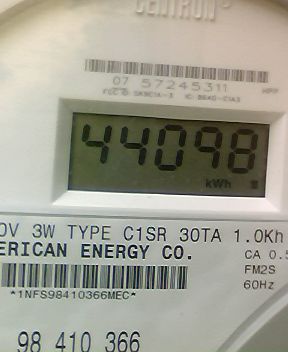 CENTRON®
07 57245311
44098
kWh
0V 3W TYPE C1SR 30TA 1.0Kh
ERICAN ENERGY CO. CA 0.5
FM2S
*1NFS98410366MEC* 60Hz
98 410 366